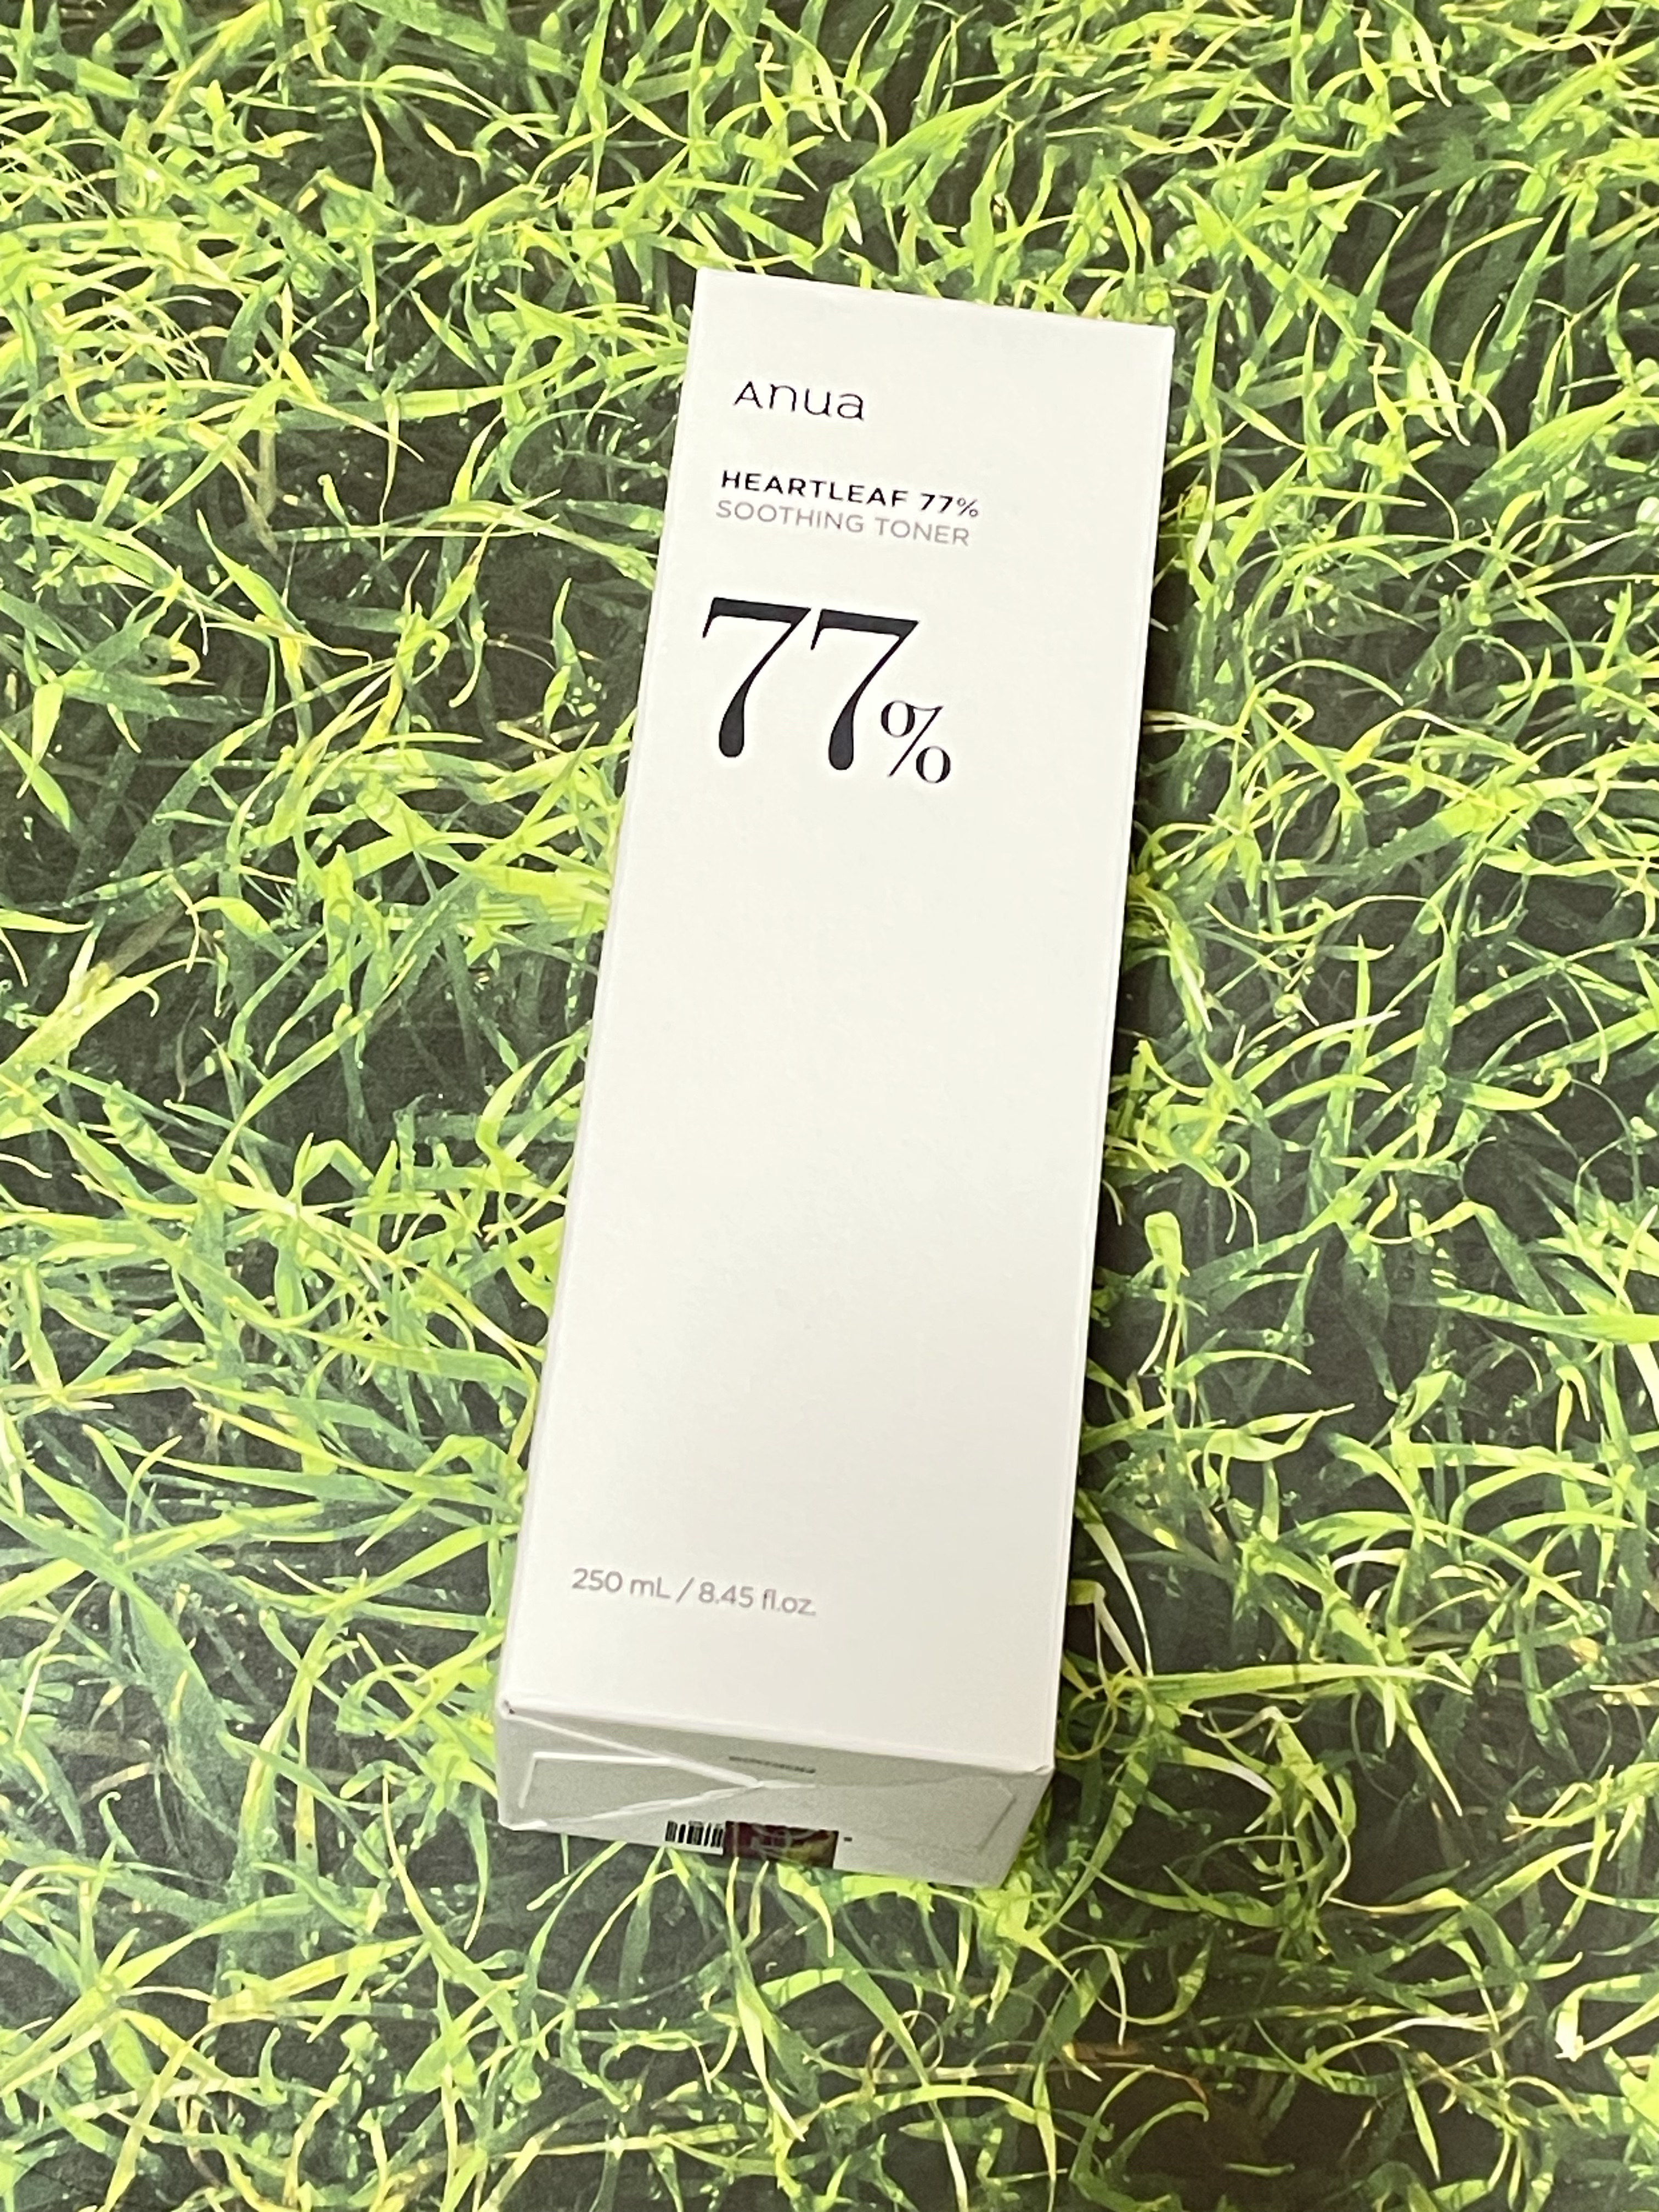 Anua
HEARTLEAF 77%
SOOTHING TONER
77%
250 mL / 8.45 fl.oz.